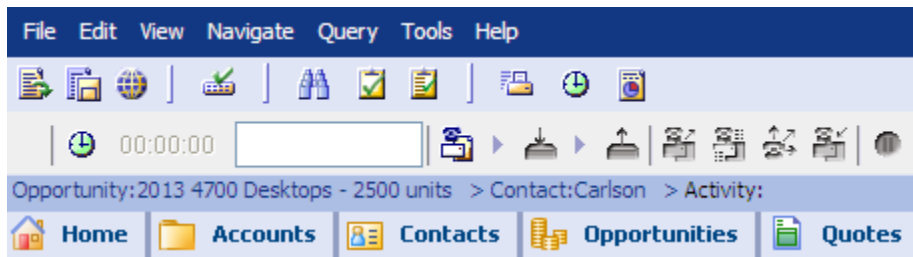 File Edit View Navigate Query Tools Help
00:00:00
Opportunity:2013 4700 Desktops - 2500 units > Contact:Carlson > Activity:
Home Accounts Contacts Opportunities Quotes